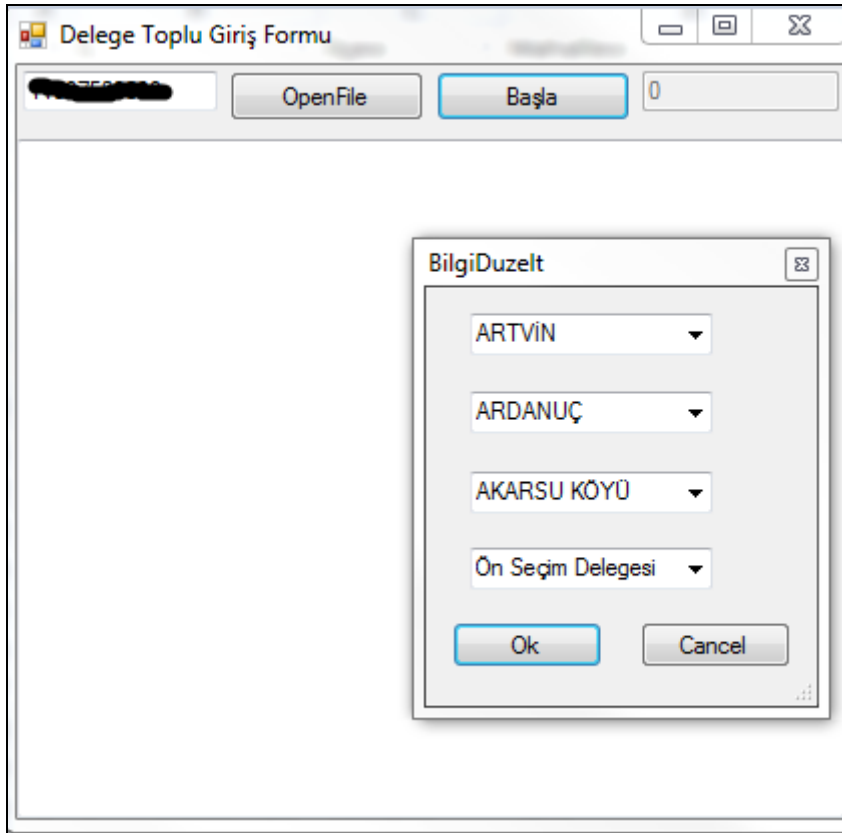 Delege Toplu Giriş Formu
OpenFile Başla 0
BilgiDuzelt
ARTVİN
ARDANUÇ
AKARSU KÖYÜ
Ön Seçim Delegesi
Ok Cancel